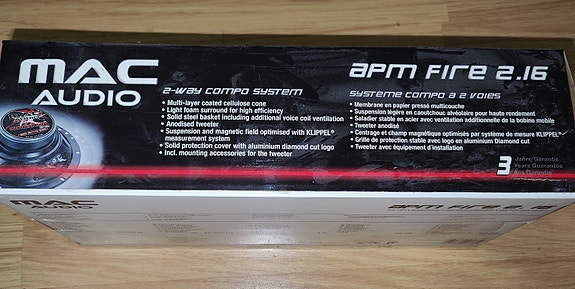 MAC
AUDIO
2-WAY COMPO SYSTEM
• Multi-layer coated cellulose cone
• Light foam surround for high efficiency
• Solid steel basket including additional voice coil ventilation
• Anodised tweeter
• Suspension and magnetic field optimised with KLIPPEL®
measurement system
• Solid protection cover with aluminium diamond cut logo
• Incl. mounting accessories for the tweeter
APM FIRE 2.16
SYSTÈME COMPO A 2 VOIES
• Membrane en papier pressé multicouche
• Suspension légère en caoutchouc alvéolaire pour haute rendement
• Saladier stable en acier avec ventilation additionnelle de la bobine mobile
• Tweeter anodisé
• Centrage et champ magnétique optimisés par système de mesure KLIPPEL®
• Grille de protection stable avec logo en aluminium Diamond cut
• Tweeter avec équipement d'installation
3 Jahre/Garantie
Years Guarantee
Ans Garantie
MAC
AUDIO
APM FIRE 2.16